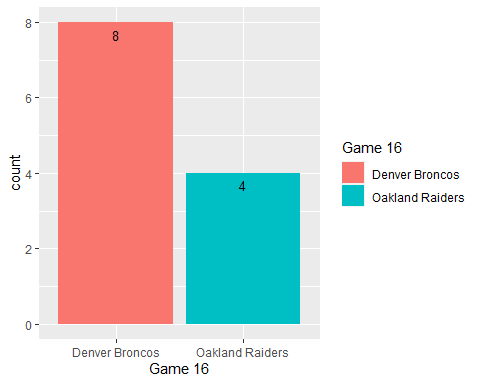 8
6
4
2
0
count
8
4
Denver Broncos
Oakland Raiders
Game 16
Game 16
Denver Broncos
Oakland Raiders